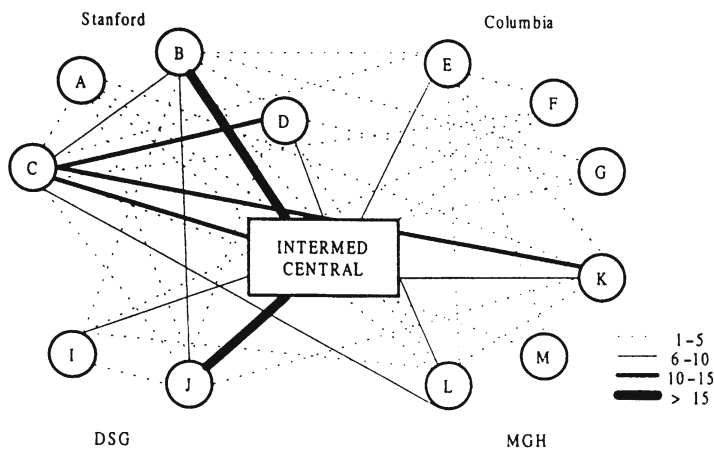 Stanford
Columbia
B
E
A
F
D
C
G
INTERMED
CENTRAL
K
I
J
L
M
1-5
6-10
10-15
> 15
DSG
MGH